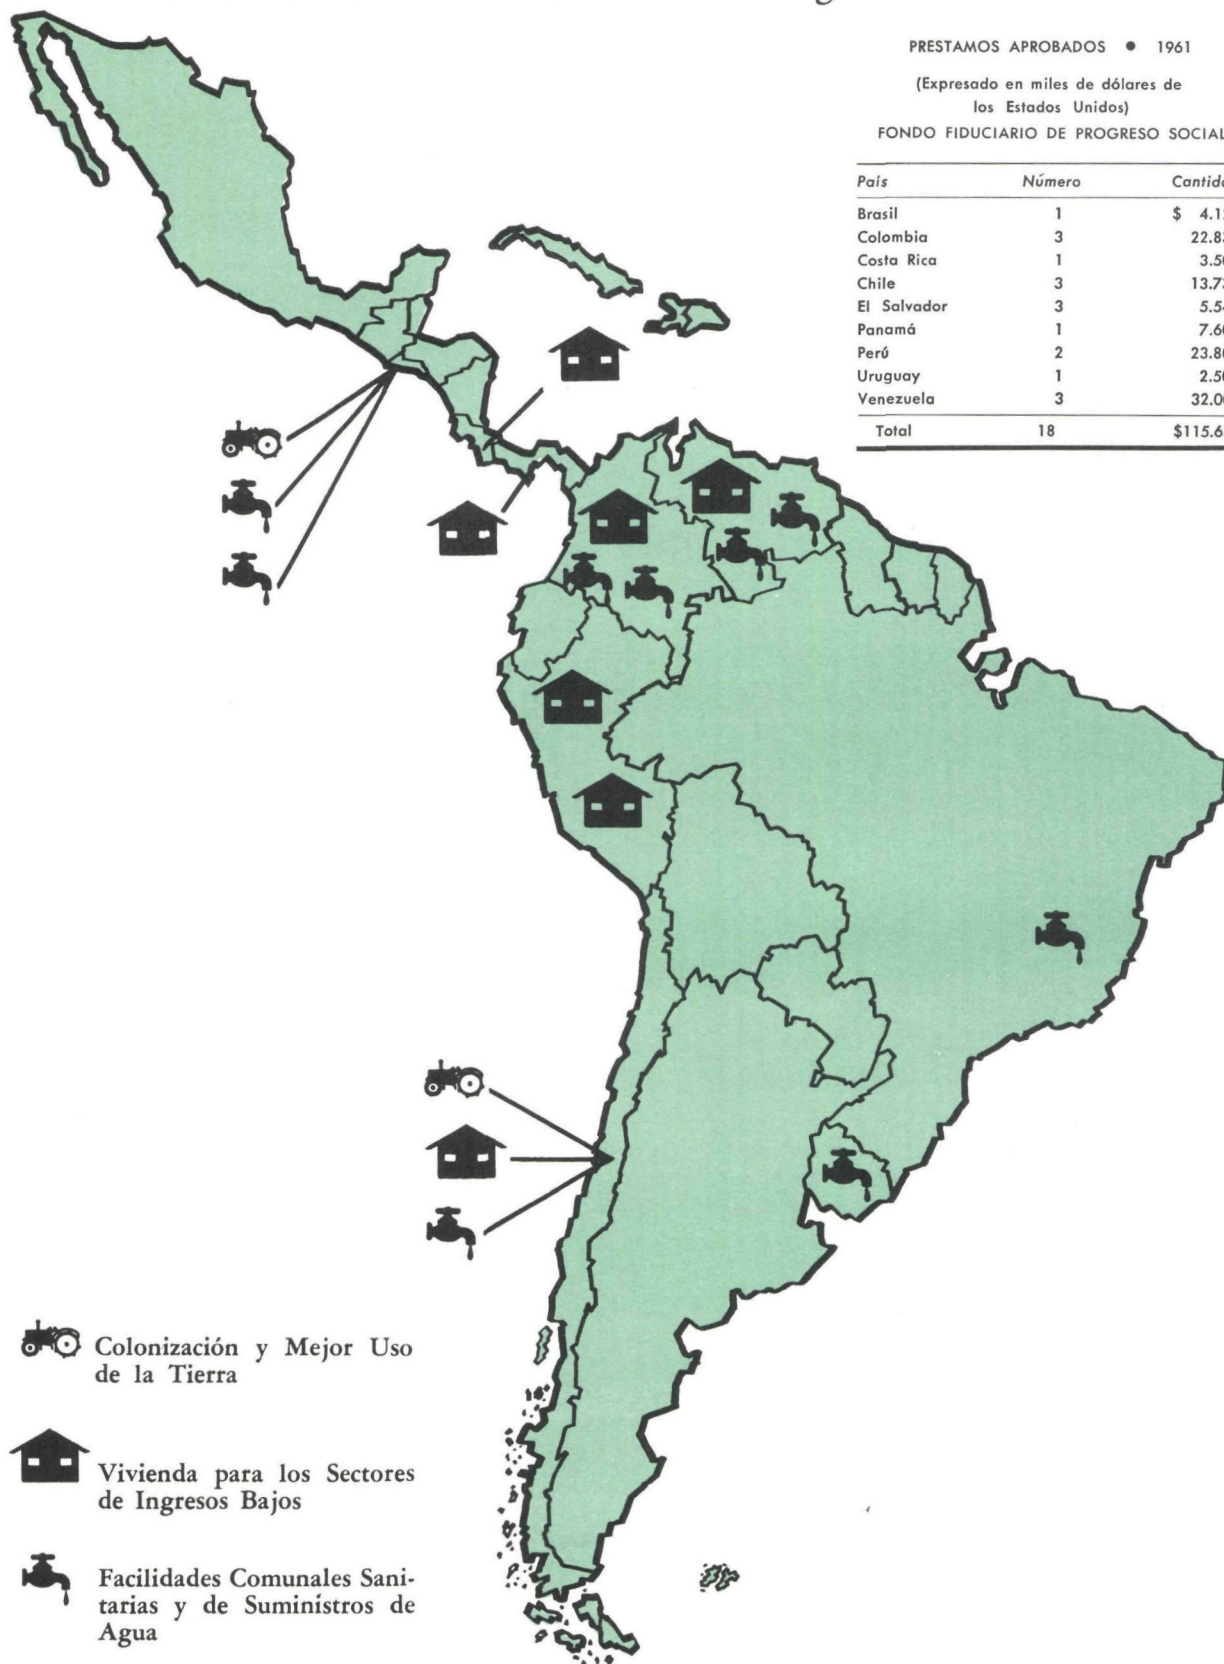 PRESTAMOS APROBADOS ● 1961
(Expresado en miles de dólares de
los Estados Unidos)
FONDO FIDUCIARIO DE PROGRESO SOCIAL
País Número
Brasil 1 $
Colombia 3
Costa Rica 1
Chile 3
El Salvador 3
Panamá 1
Perú 2
Uruguay 1
Venezuela 3
Total 18
Colonización y Mejor Uso
de la Tierra
Vivienda para los Sectores
de Ingresos Bajos
Facilidades Comunales Sani-
tarias y de Suministros de
Agua